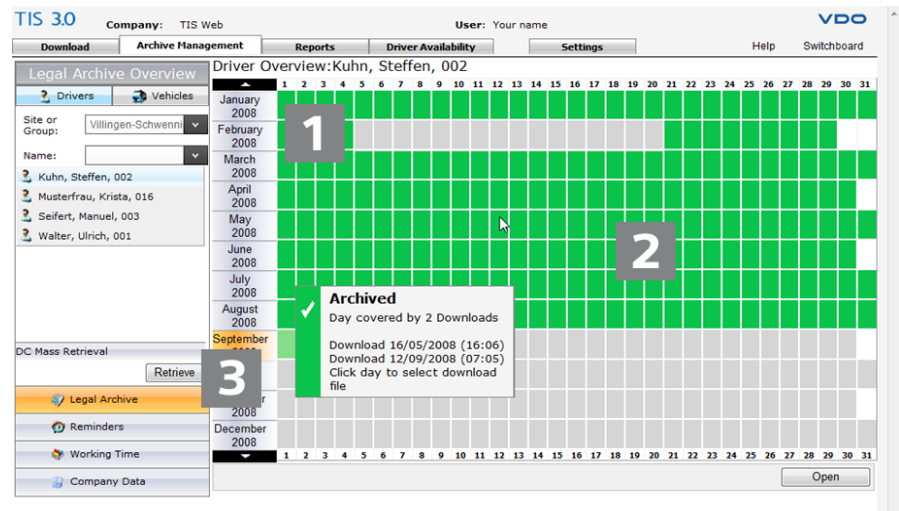 TIS 3.0 Company: TIS Web User: Your name VDO
Download Archive Management Reports Driver Availability Settings Help Switchboard
Legal Archive Overview
Drivers Vehicles
Site or Group: Villingen-Schwenni
Name:
Kuhn, Steffen, 002
Musterfrau, Krista, 016
Seifert, Manuel, 003
Walter, Ulrich, 001
DC Mass Retrieval
Retrieve
Legal Archive
Reminders
Working Time
Company Data
Driver Overview:Kuhn, Steffen, 002
1 2 3 4 5 6 7 8 9 10 11 12 13 14 15 16 17 18 19 20 21 22 23 24 25 26 27 28 29 30 31
January
2008
February
2008
March
2008
April
2008
May
2008
June
2008
July
2008
August
2008
September
2008
December
2008
1
2
3
Archived
Day covered by 2 Downloads
Download 16/05/2008 (16:06)
Download 12/09/2008 (07:05)
Click day to select download
file
1 2 3 4 5 6 7 8 9 10 11 12 13 14 15 16 17 18 19 20 21 22 23 24 25 26 27 28 29 30 31
Open